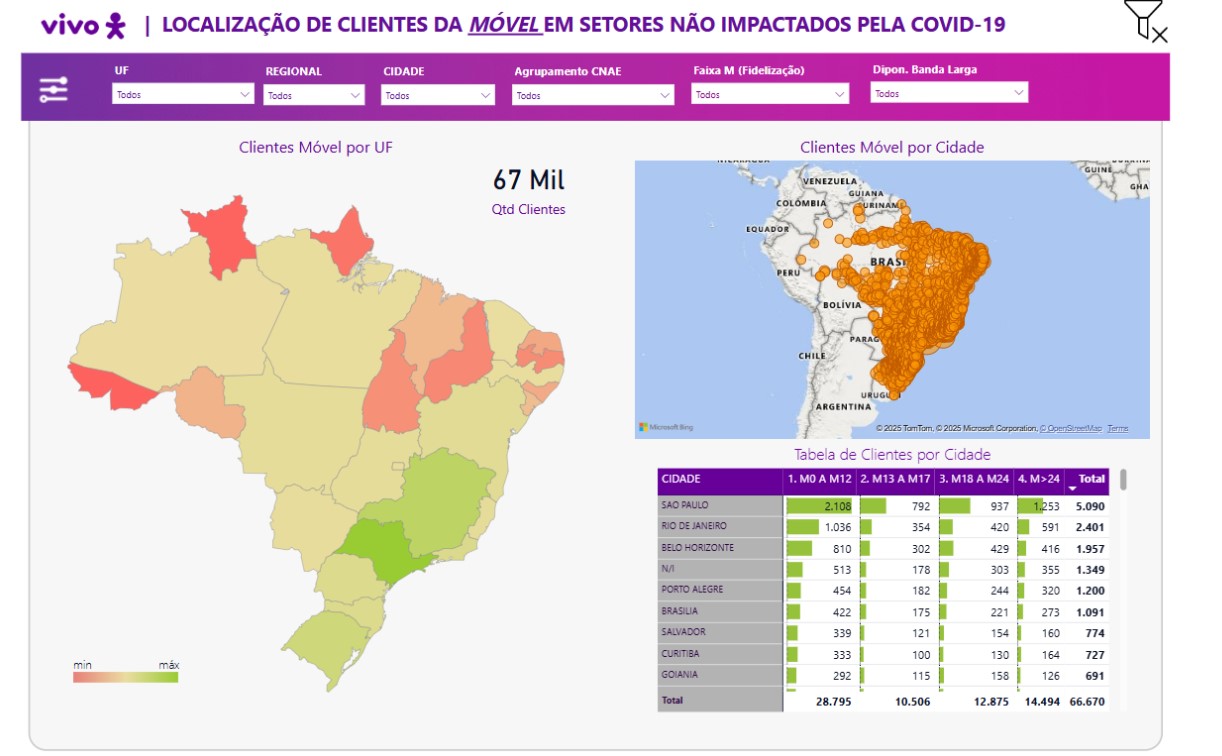 vivo | LOCALIZAÇÃO DE CLIENTES DA MÓVEL EM SETORES NÃO IMPACTADOS PELA COVID-19
UF REGIONAL CIDADE Agrupamento CNAE Faixa M (Fidelização) Dipon. Banda Larga
Todos Todos Todos Todos Todos Todos
Clientes Móvel por UF
67 Mil
Qtd Clientes
min máx
Clientes Móvel por Cidade
VENEZUELA
GUIANA
COLÔMBIA
SURINAM
EQUADOR
BRASI
PERU
BOLÍVIA
PARAG
CHILE
URUGU
ARGENTINA
GUINÉ
GHA
Microsoft Bing
© 2025 TomTom, © 2025 Microsoft Corporation, © OpenStreetMap Terms
Tabela de Clientes por Cidade
CIDADE 1. M0 A M12 2. M13 A M17 3. M18 A M24 4. M>24 Total
SAO PAULO 2.108 792 937 1.253 5.090
RIO DE JANEIRO 1.036 354 420 591 2.401
BELO HORIZONTE 810 302 429 416 1.957
N/I 513 178 303 355 1.349
PORTO ALEGRE 454 182 244 320 1.200
BRASILIA 422 175 221 273 1.091
SALVADOR 339 121 154 160 774
CURITIBA 333 100 130 164 727
GOIANIA 292 115 158 126 691
Total 28.795 10.506 12.875 14.494 66.670